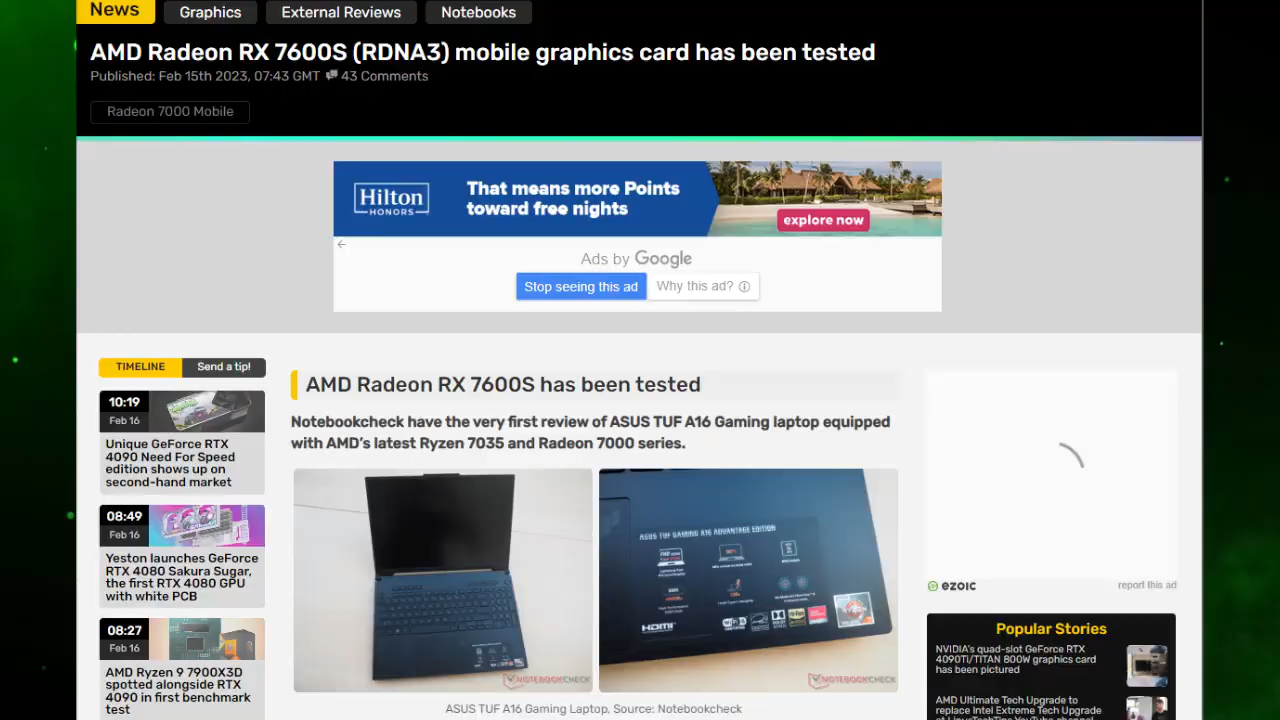 News
Graphics
External Reviews
Notebooks
AMD Radeon RX 7600S (RDNA3) mobile graphics card has been tested
Published: Feb 15th 2023, 07:43 GMT 43 Comments
Radeon 7000 Mobile
Hilton
HONORS
That means more Points
toward free nights
explore now
Ads by Google
Stop seeing this ad
Why this ad?
TIMELINE
Send a tip!
10:19
Feb 16
Unique GeForce RTX
4090 Need For Speed
edition shows up on
second-hand market
08:49
Feb 16
Yeston launches GeForce
RTX 4080 Sakura Sugar,
the first RTX 4080 GPU
with white PCB
08:27
Feb 16
AMD Ryzen 9 7900X3D
spotted alongside RTX
4090 in first benchmark
test
AMD Radeon RX 7600S has been tested
Notebookcheck have the very first review of ASUS TUF A16 Gaming laptop equipped
with AMD's latest Ryzen 7035 and Radeon 7000 series.
ASUS TUF GAMING A16 ADVANTAGE EDITION
HDMI
NOTEBOOKCHECK
NOTEBOOKCHECK
ASUS TUF A16 Gaming Laptop, Source: Notebookcheck
EZOIC
report this ad
Popular Stories
NVIDIA's quad-slot GeForce RTX
4090TI/TITAN 800W graphics card
has been pictured
AMD Ultimate Tech Upgrade to
replace Intel Extreme Tech Upgrade
at LinusTechTips YouTube channel